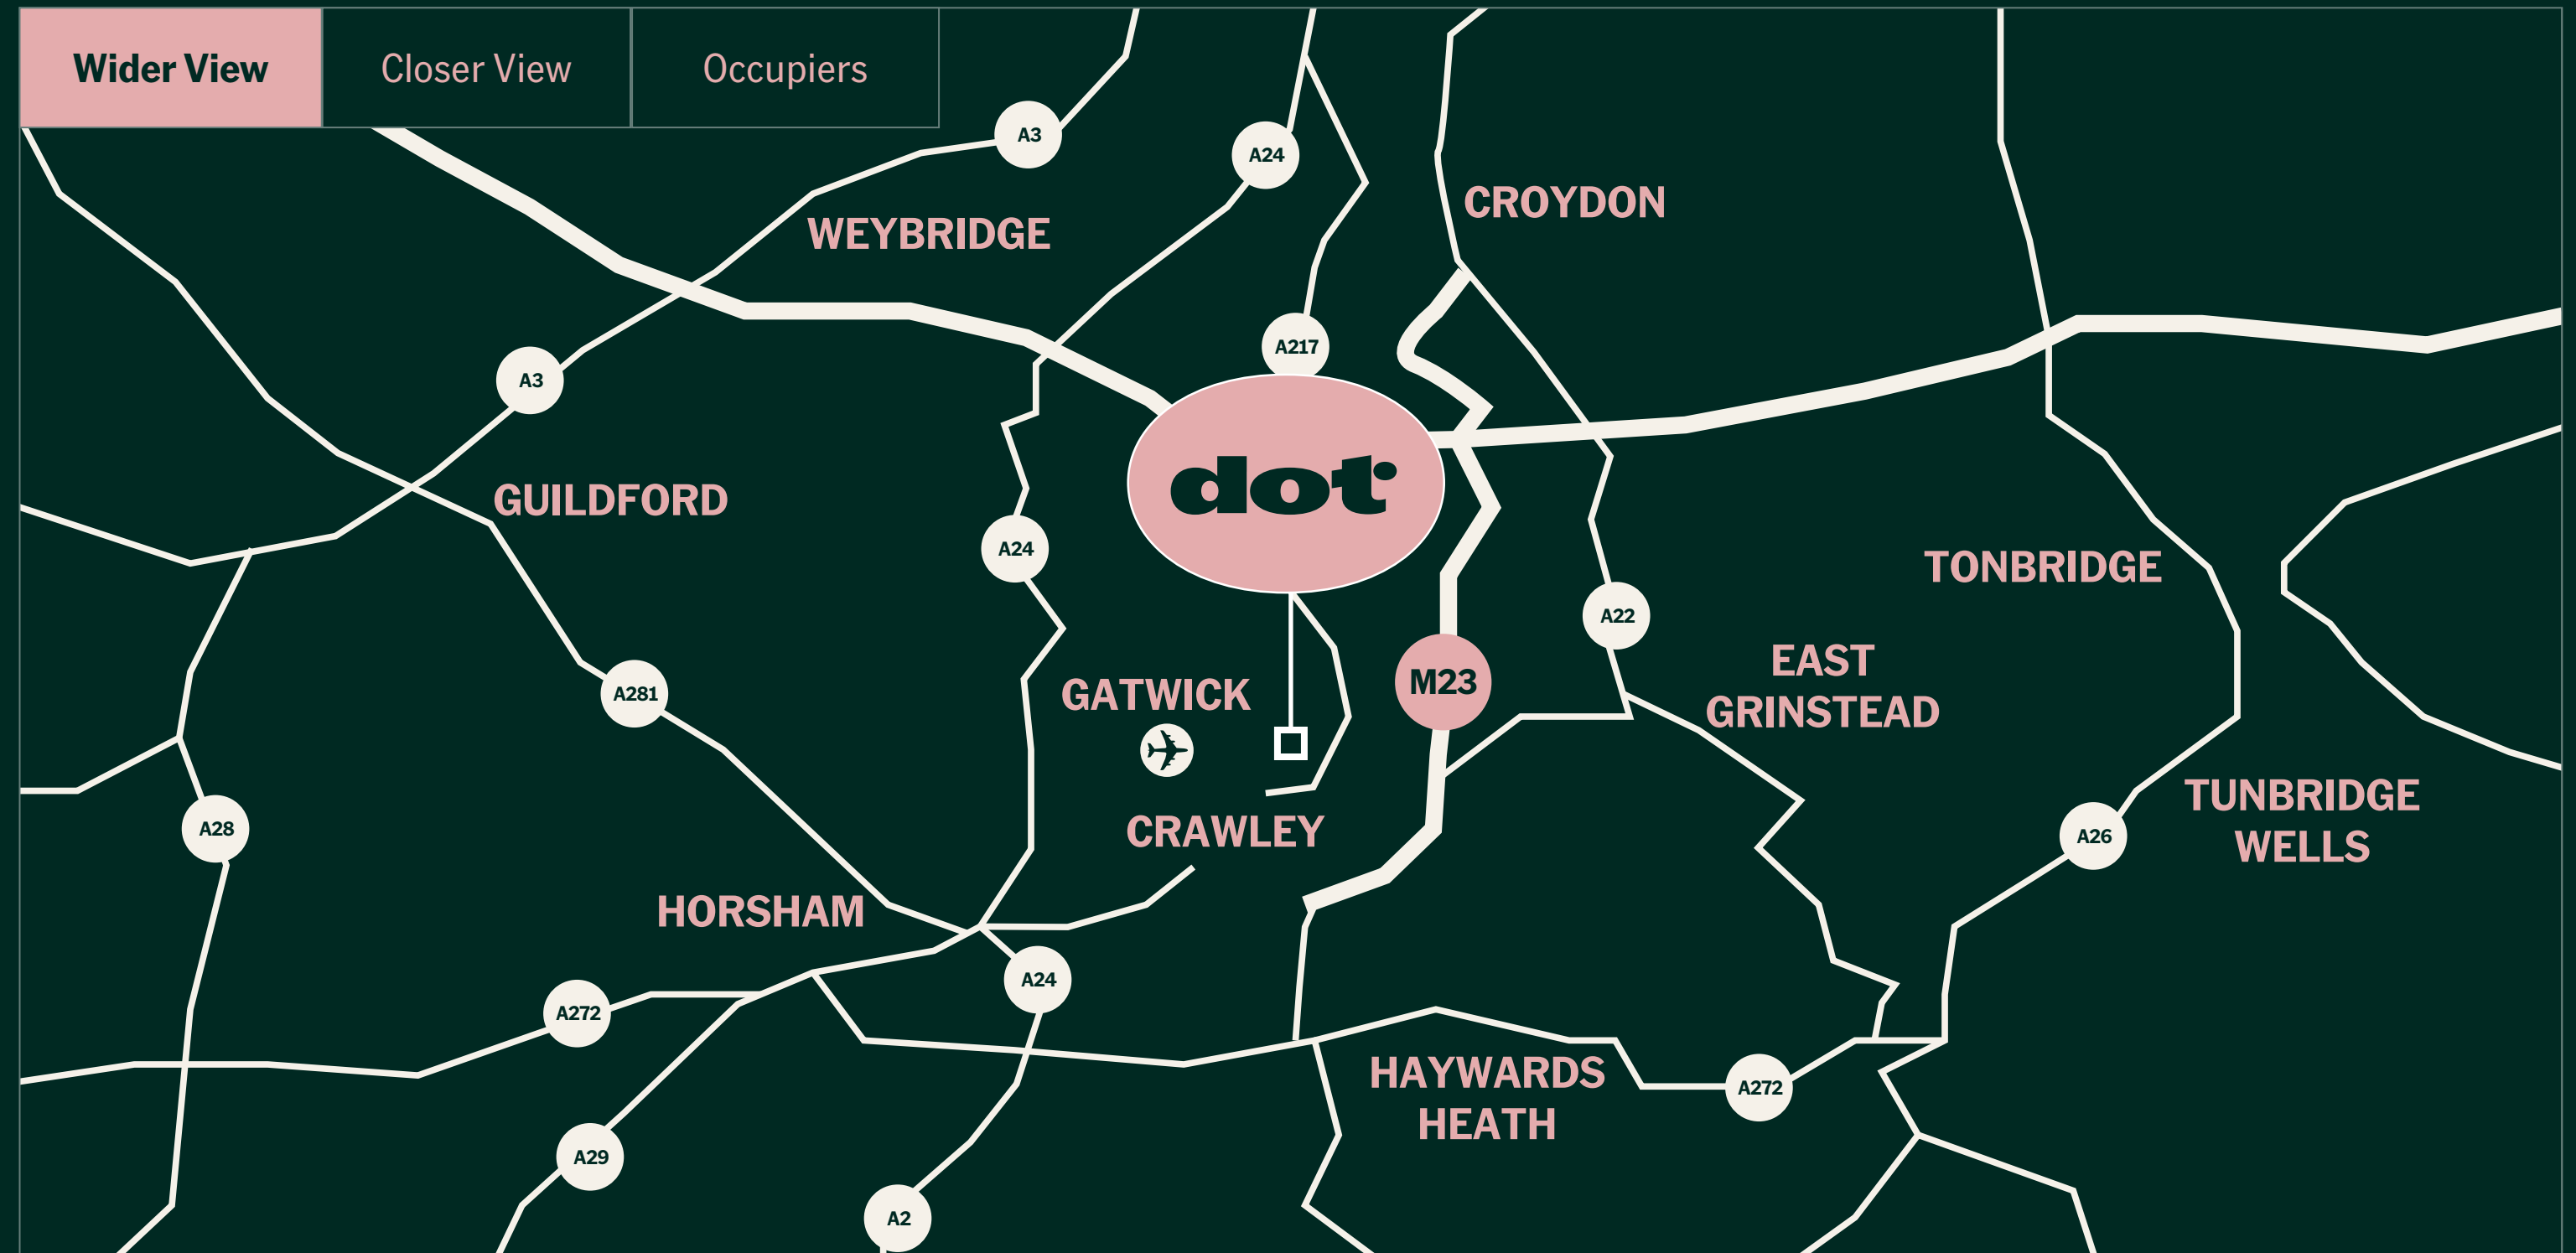 Wider View
Closer View
Occupiers
A3
A24
CROYDON
WEYBRIDGE
A217
A3
dot
GUILDFORD
A24
TONBRIDGE
A22
EAST
GRINSTEAD
M23
A281
GATWICK
TUNBRIDGE
WELLS
A28
CRAWLEY
A26
HORSHAM
A24
A272
HAYWARDS
HEATH
A272
A29
A2